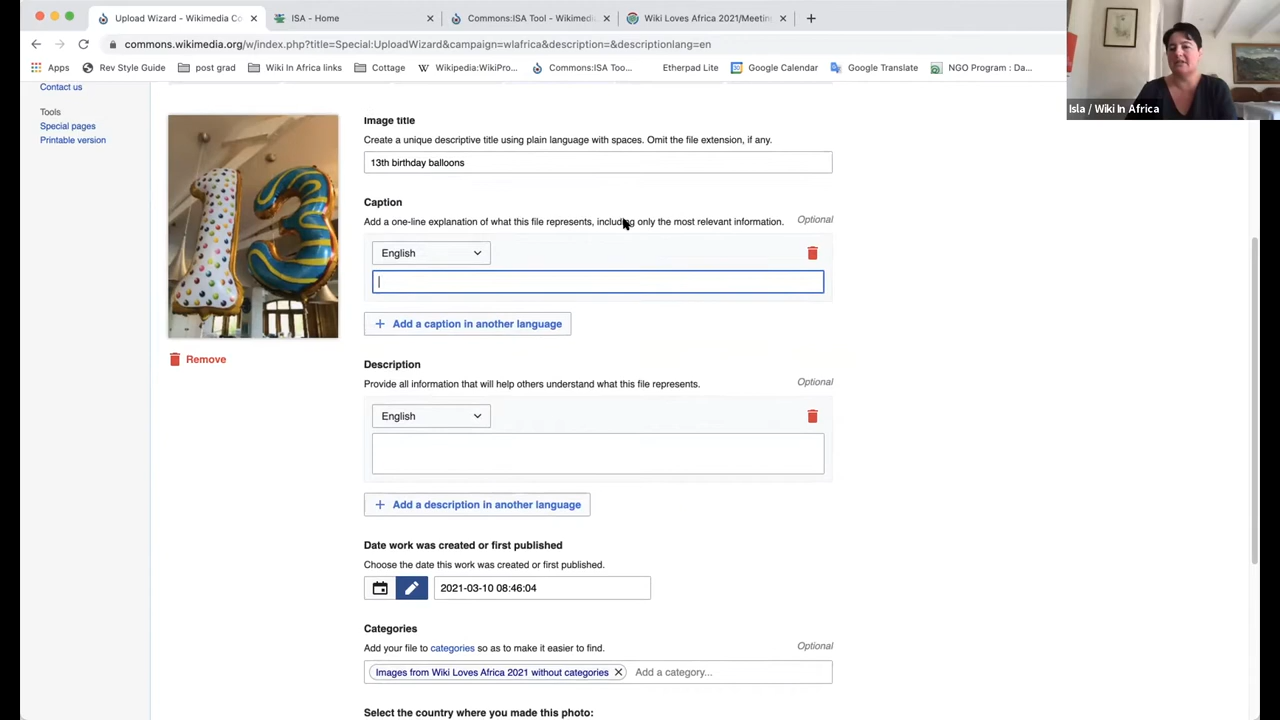 Upload Wizard - Wikimedia Co
ISA - Home
Commons:ISA Tool - Wikimedi
Wiki Loves Africa 2021/Meetin
commons.wikimedia.org/w/index.php?title=Special:UploadWizard&campaign=wlafrica&description=&descriptionlang=en
Apps
Rev Style Guide
post grad
Wiki In Africa links
Cottage
Wikipedia:WikiPro...
Commons:ISA Too...
Etherpad Lite
Google Calendar
Google Translate
NGO Program : Da...
Isla / Wiki In Africa
Contact us
Tools
Special pages
Printable version
13
Remove
Image title
Create a unique descriptive title using plain language with spaces. Omit the file extension, if any.
13th birthday balloons
Caption
Add a one-line explanation of what this file represents, including only the most relevant information.
Optional
English
+ Add a caption in another language
Description
Provide all information that will help others understand what this file represents.
Optional
English
+ Add a description in another language
Date work was created or first published
Choose the date this work was created or first published.
2021-03-10 08:46:04
Categories
Add your file to categories so as to make it easier to find.
Optional
Images from Wiki Loves Africa 2021 without categories
Add a category...
Select the country where you made this photo: